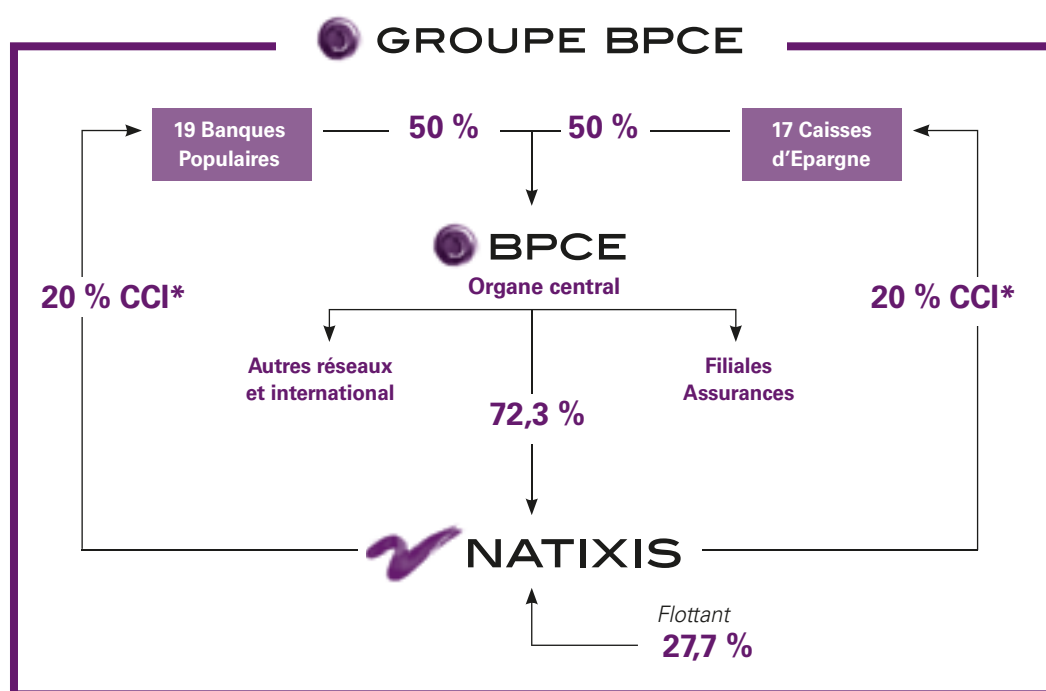 GROUPE BPCE
19 Banques
Populaires
50 %
50 %
17 Caisses
d'Epargne
BPCE
Organe central
20 % CCI*
20 % CCI*
Autres réseaux
et international
Filiales
Assurances
72,3 %
NATIXIS
Flottant
27,7 %